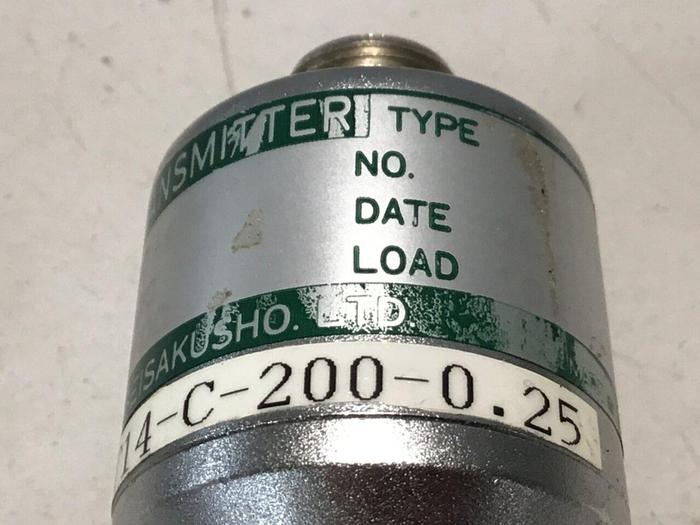 NSMITTER TYPE
NO.
DATE
LOAD
EISAKUSHO. LTD.
14-C-200-0.25